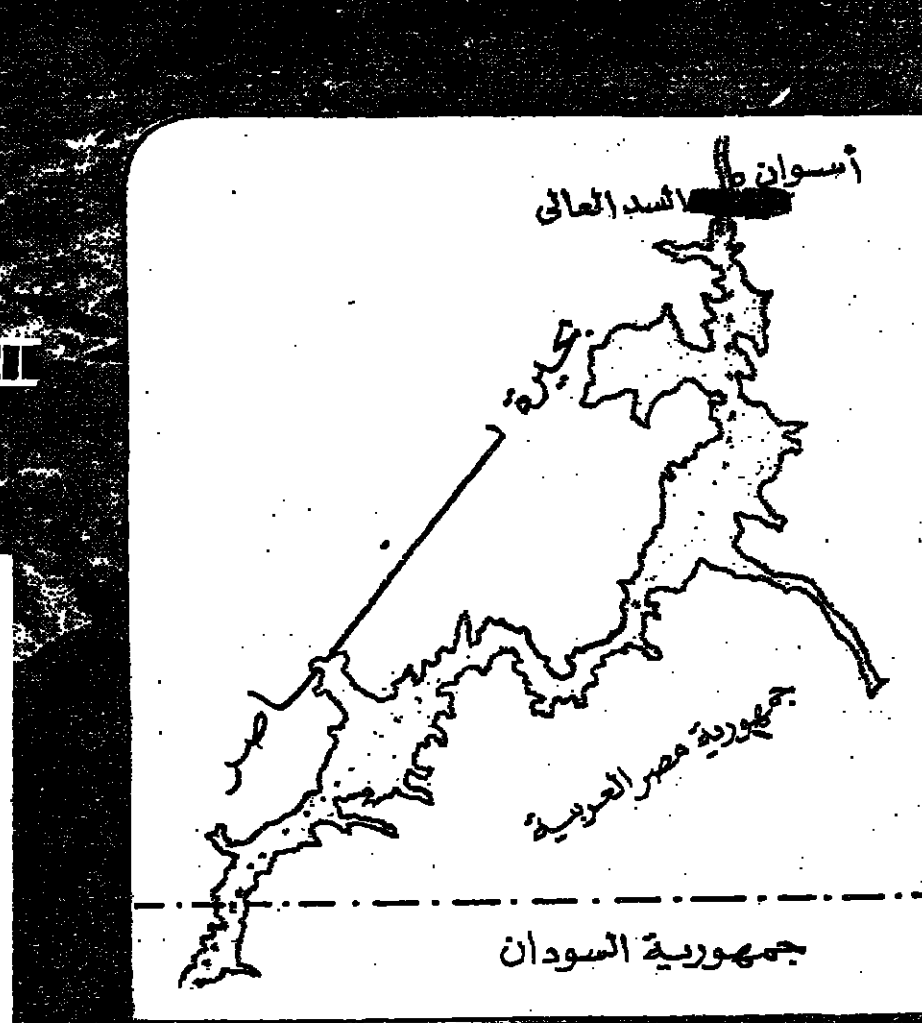 أسوان
السد العالى
بحيرة ناصر
جمهورية مصر العربية
جمهورية السودان